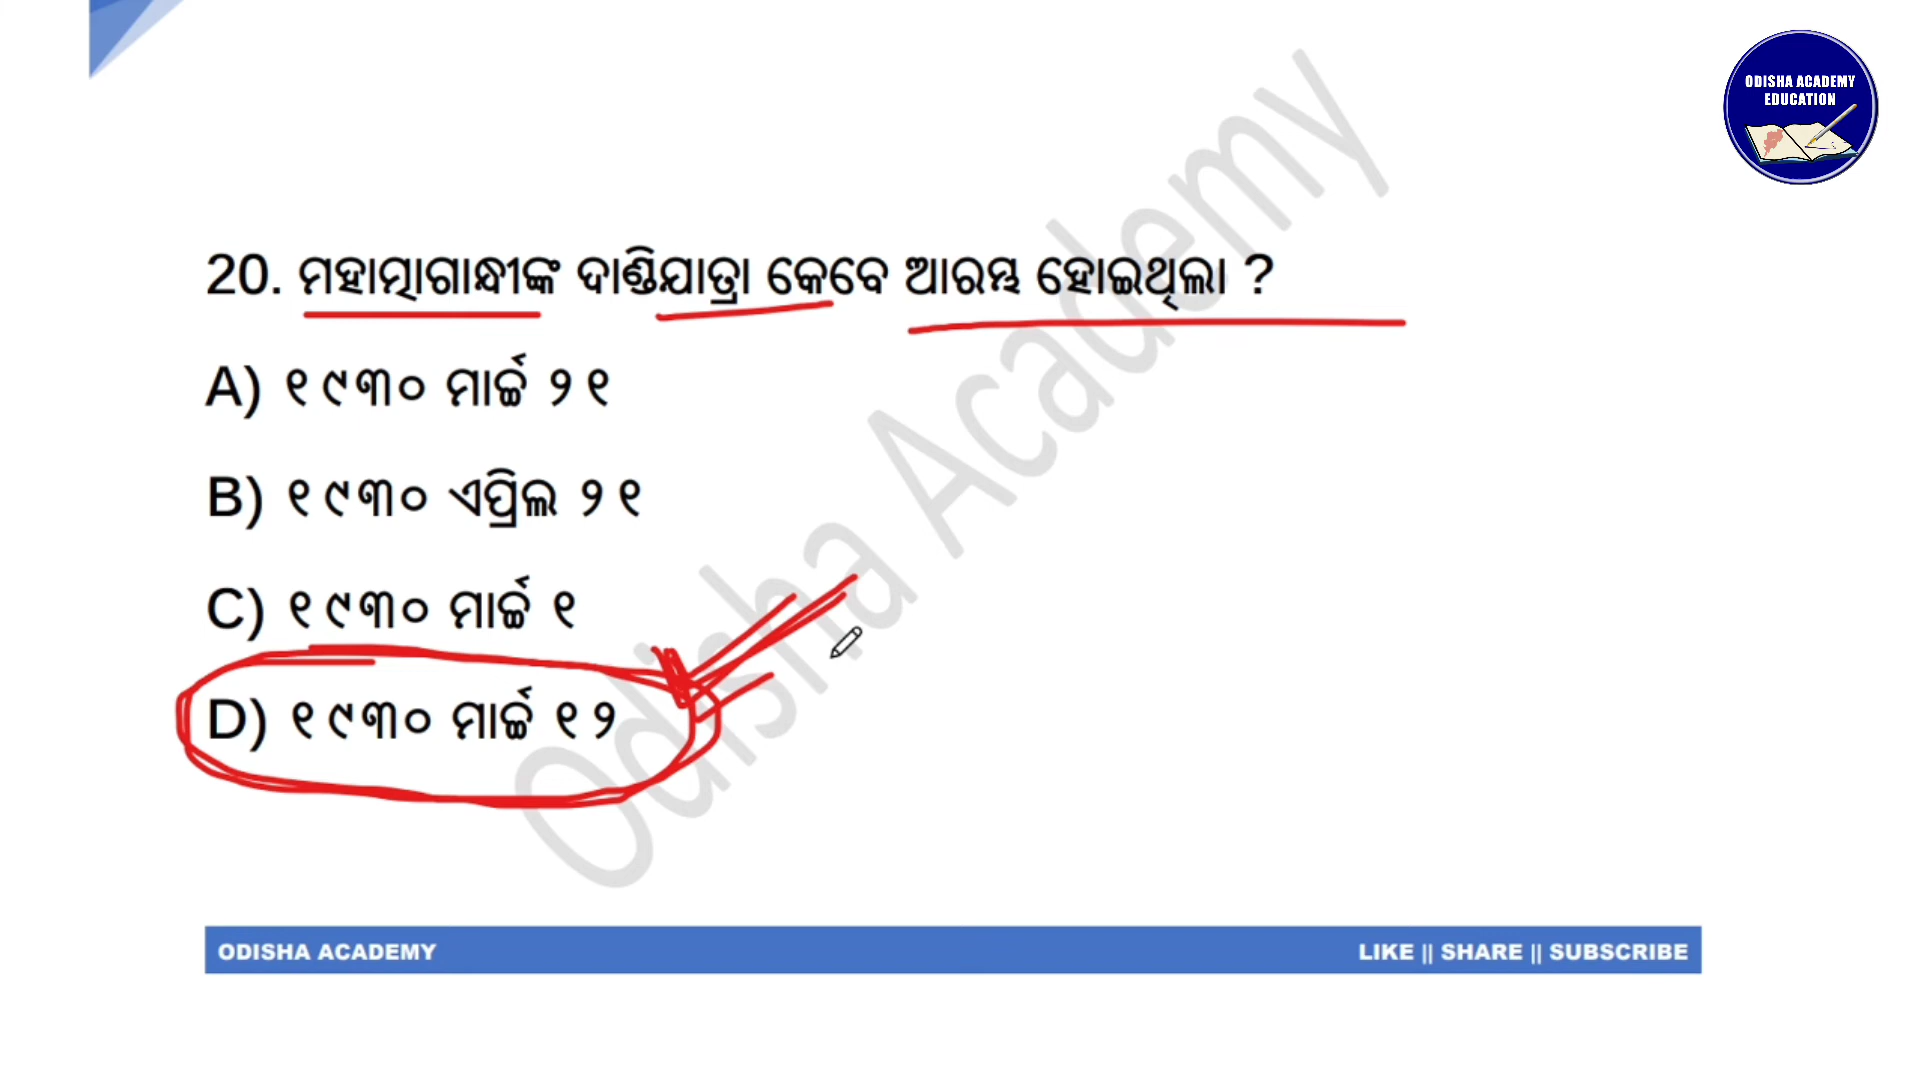 ODISHA ACADEMY
EDUCATION
20. ମହାତ୍ମାଗାନ୍ଧୀଙ୍କ ଦାଣ୍ଡିଯାତ୍ରା କେବେ ଆରମ୍ଭ ହୋଇଥିଲା ?
A) ୧୯୩୦ ମାର୍ଚ୍ଚ ୨୧
B) ୧୯୩୦ ଏପ୍ରିଲ ୨୧
C) ୧୯୩୦ ମାର୍ଚ୍ଚ ୧
D) ୧୯୩୦ ମାର୍ଚ୍ଚ ୧୨
Odisha Academy
ODISHA ACADEMY
LIKE || SHARE || SUBSCRIBE